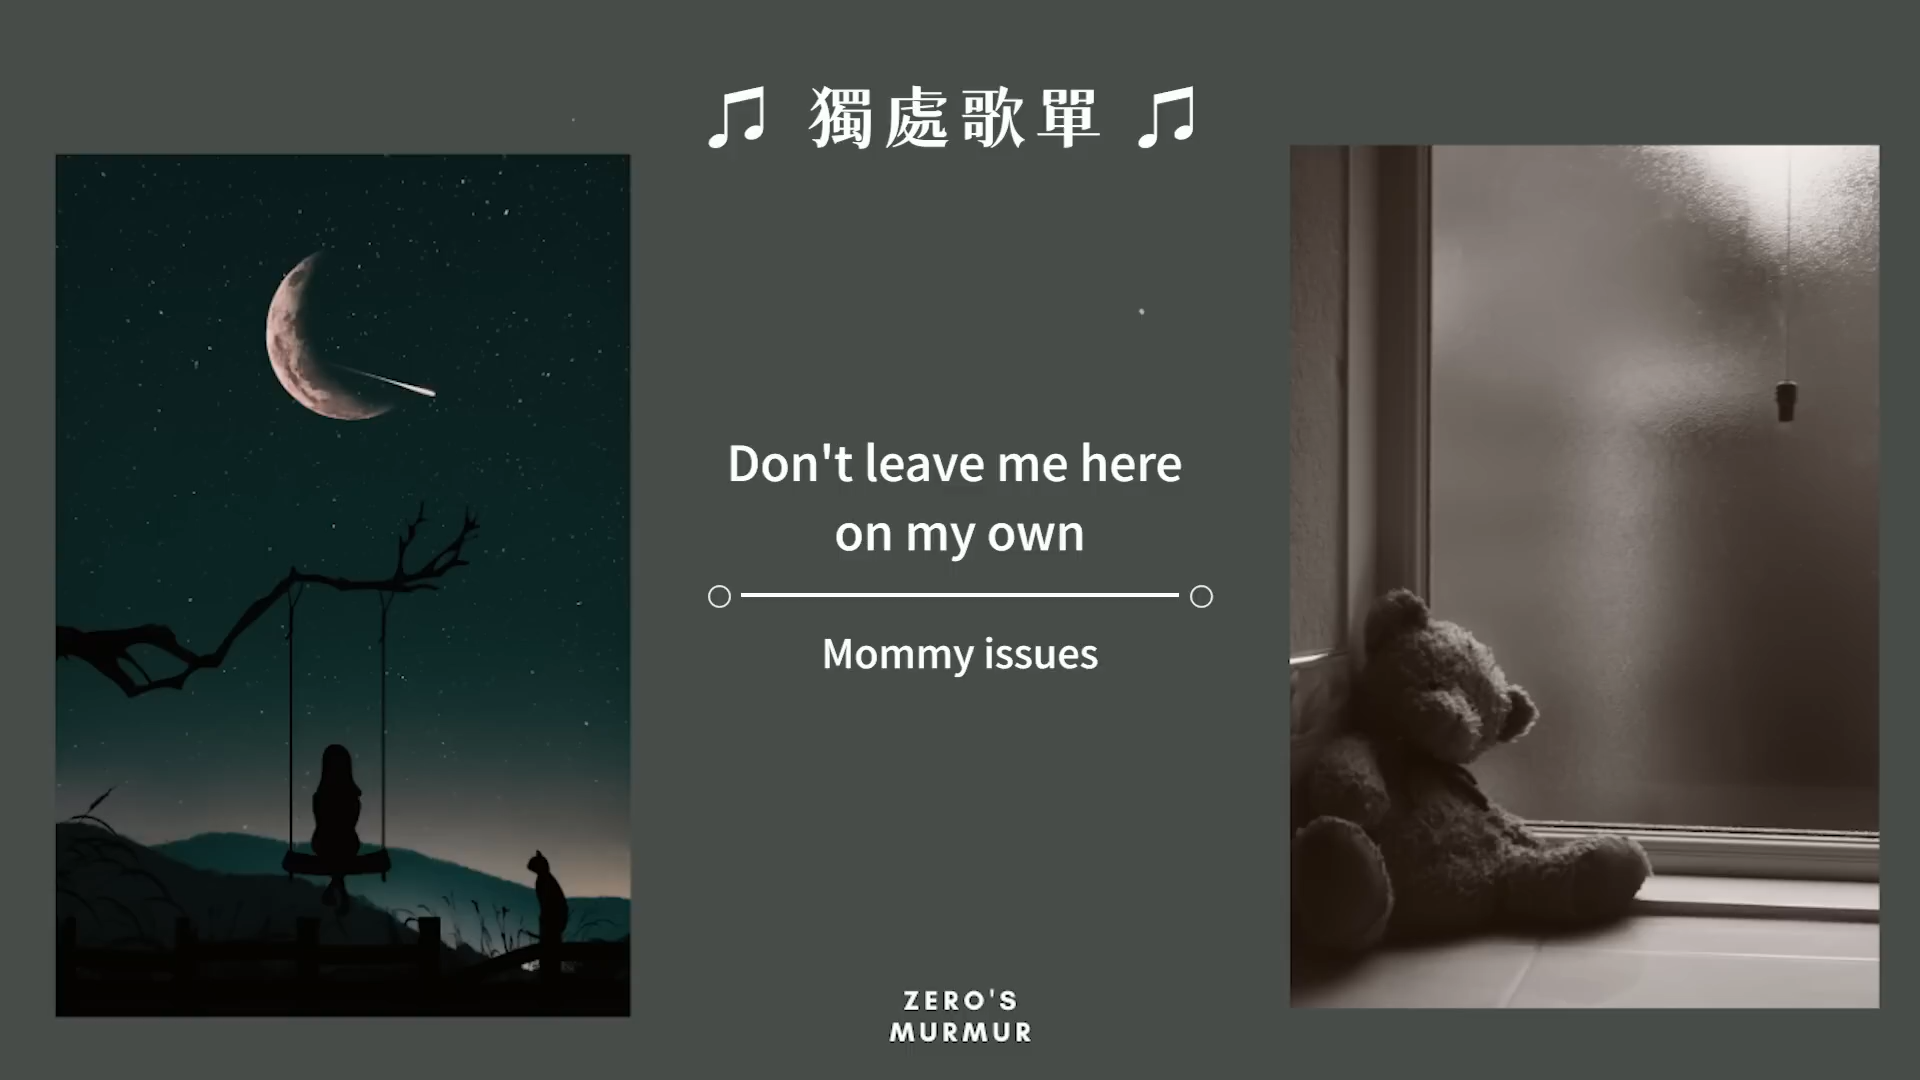 ♫ 獨處歌單 ♫
Don't leave me here
on my own
Mommy issues
ZERO'S
MURMUR